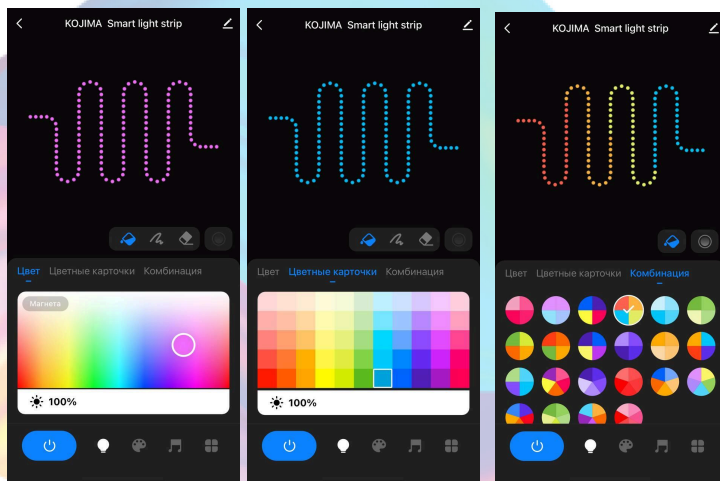 KOJIMA Smart light strip
Цвет Цветные карточки Комбинация
Магнета
100%
KOJIMA Smart light strip
Цвет Цветные карточки Комбинация
100%
KOJIMA Smart light strip
Цвет Цветные карточки Комбинация